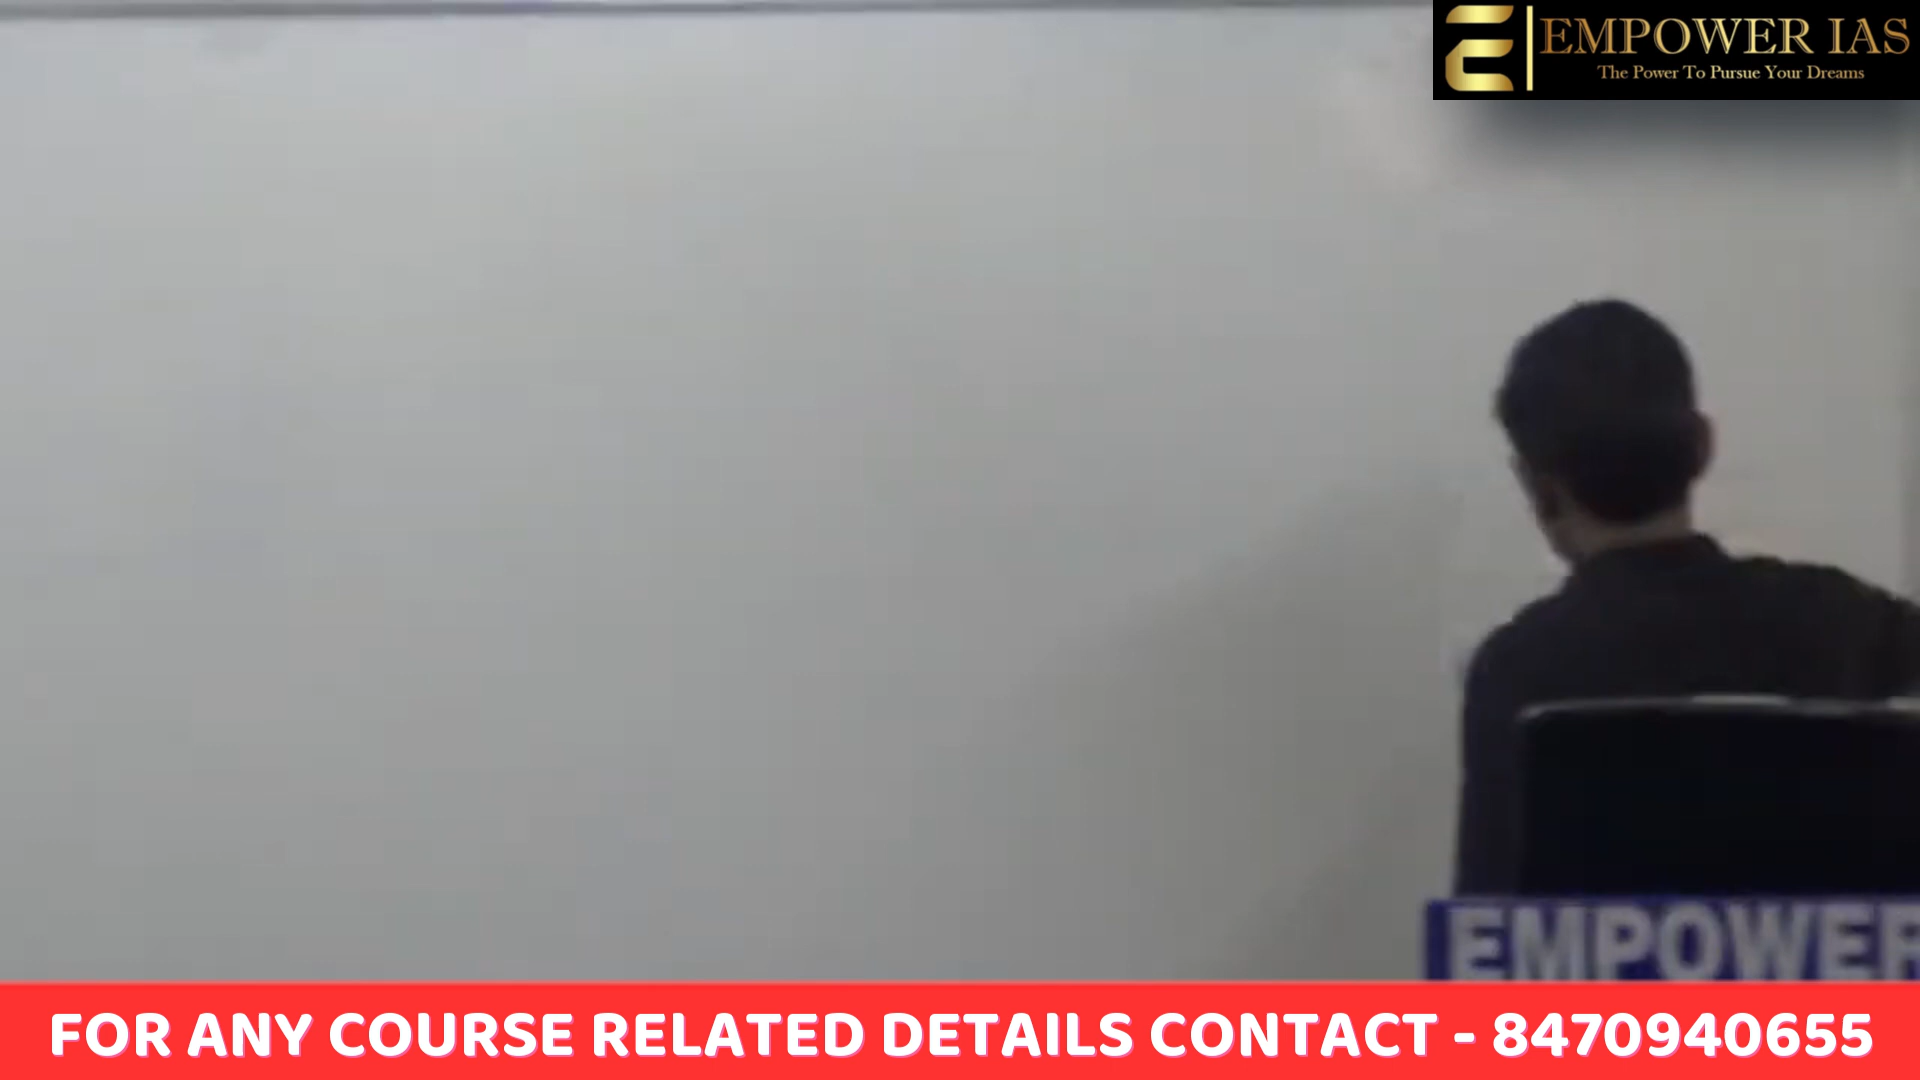 EMPOWER IAS
The Power To Pursue Your Dreams
EMPOWER
FOR ANY COURSE RELATED DETAILS CONTACT - 8470940655